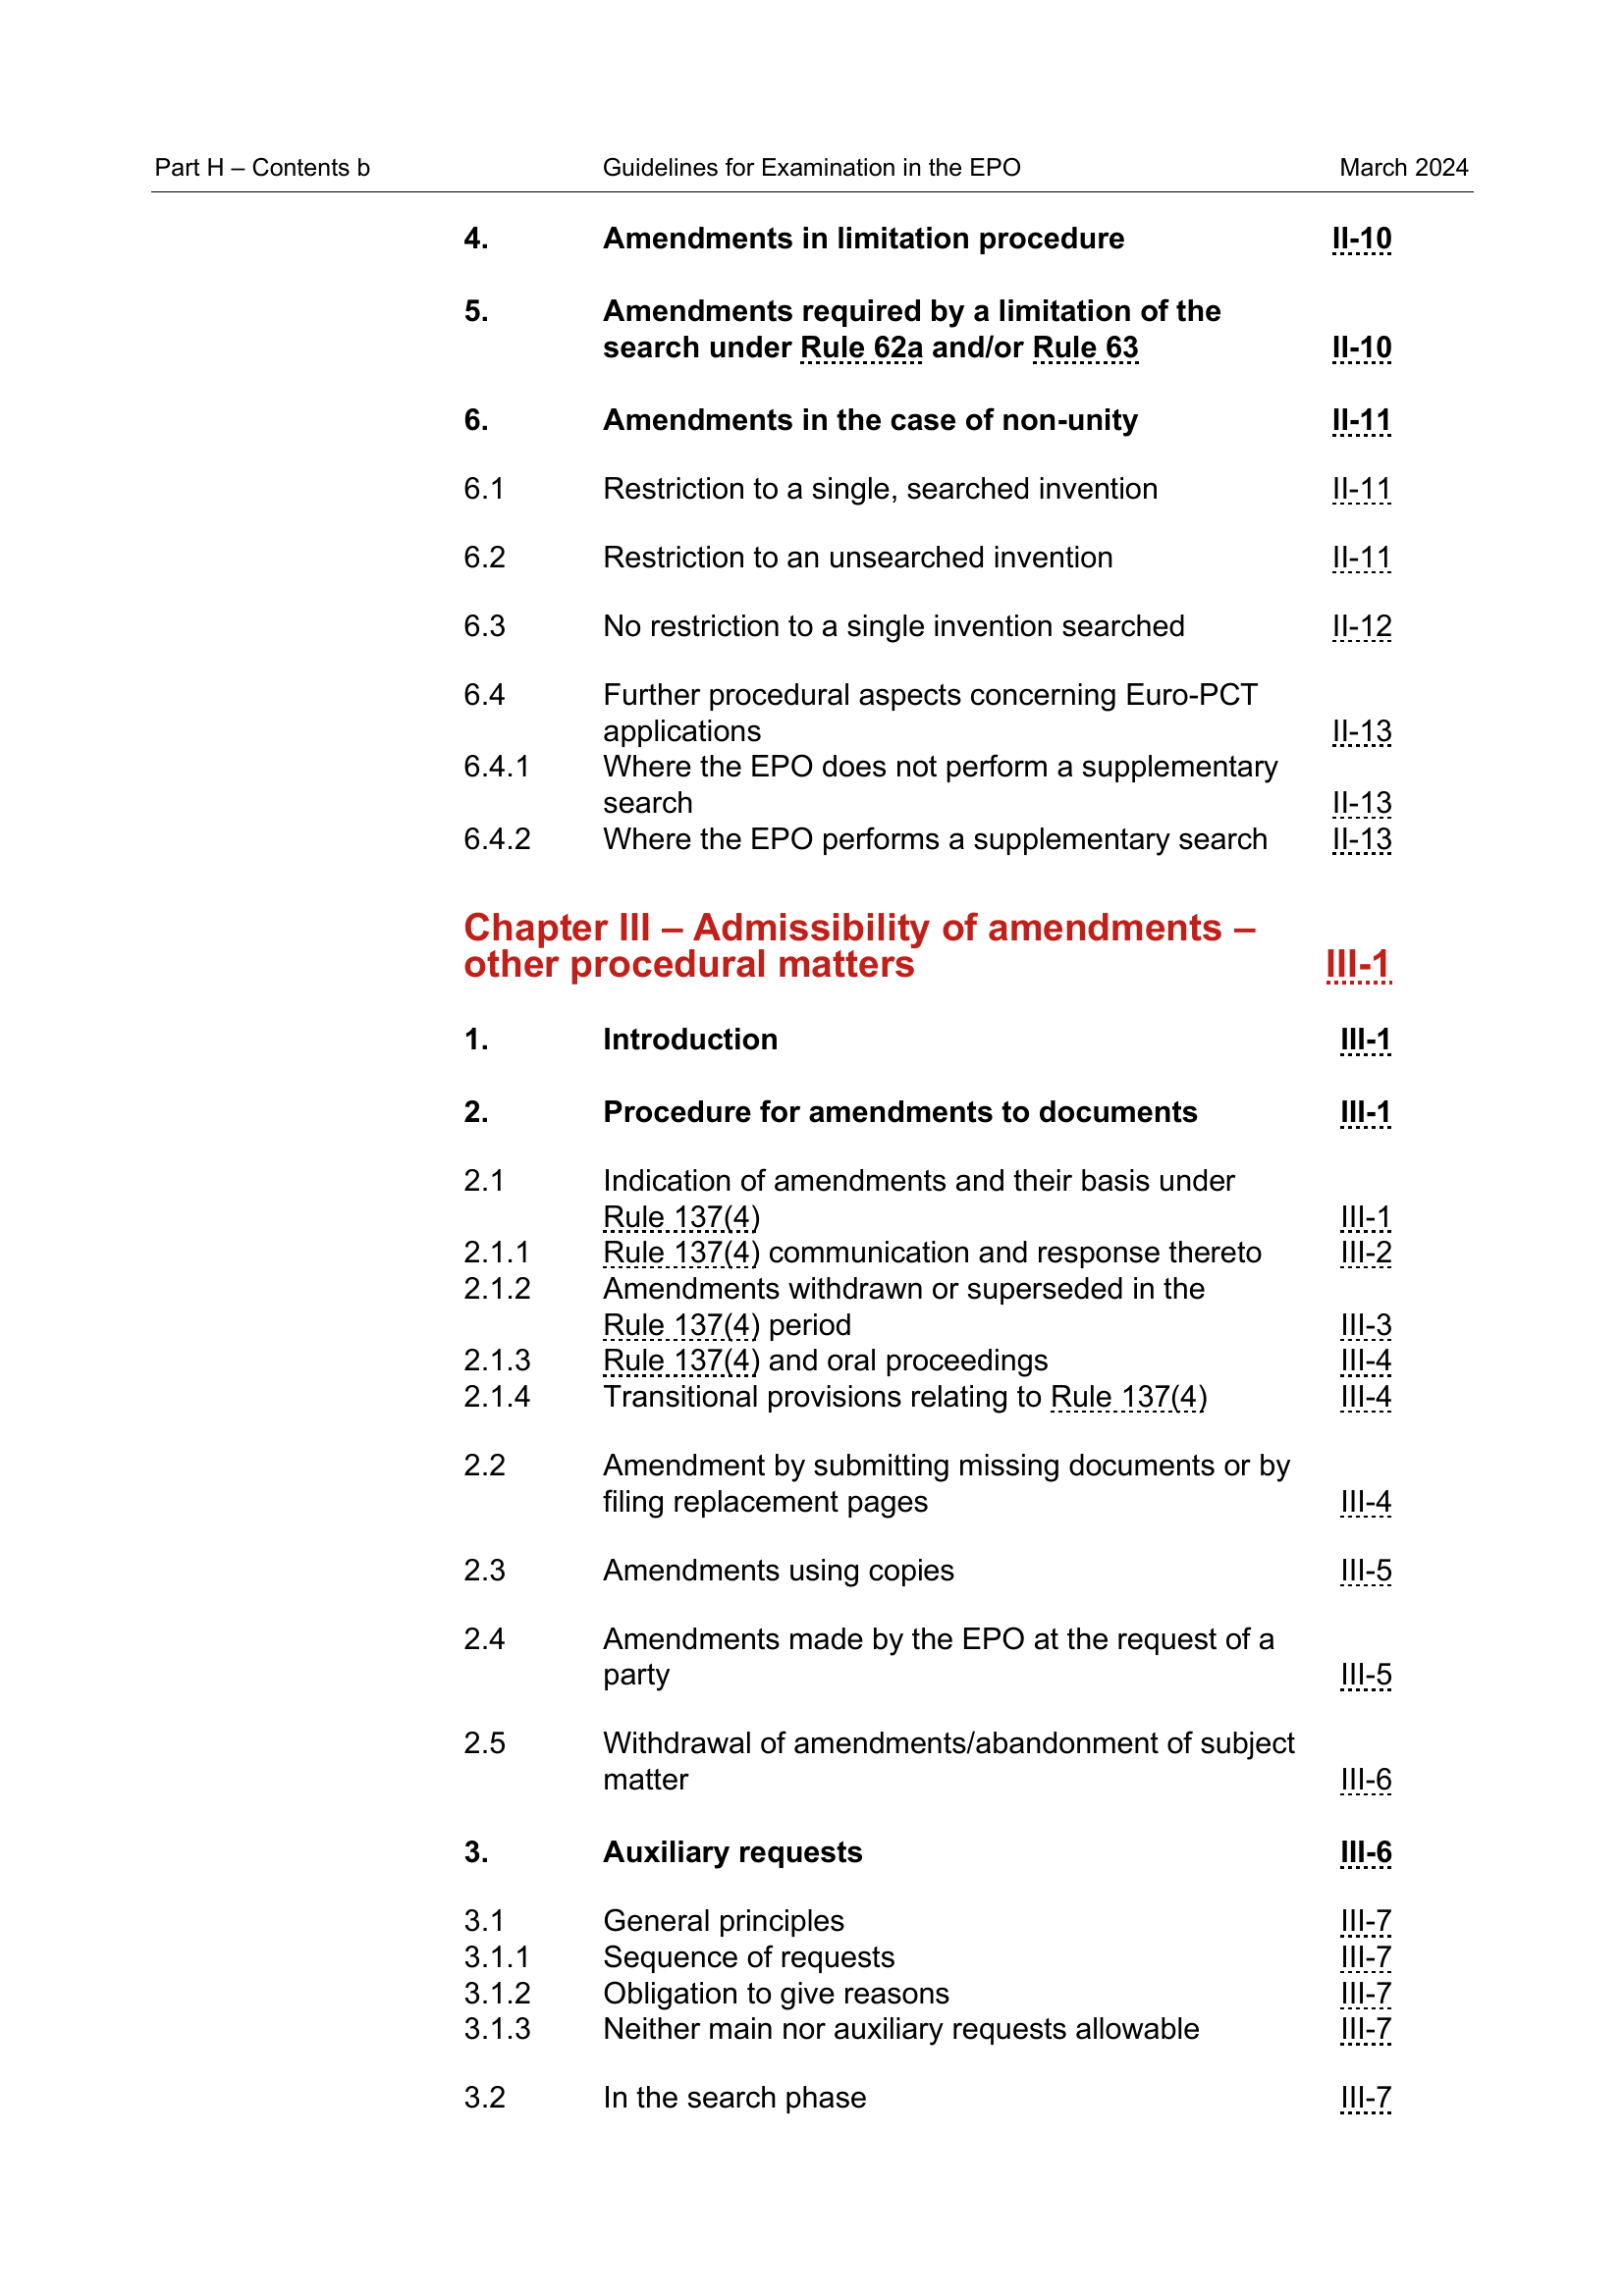 Part H – Contents b Guidelines for Examination in the EPO March 2024
4. Amendments in limitation procedure II-10
5. Amendments required by a limitation of the
search under Rule 62a and/or Rule 63 II-10
6. Amendments in the case of non-unity II-11
6.1 Restriction to a single, searched invention II-11
6.2 Restriction to an unsearched invention II-11
6.3 No restriction to a single invention searched II-12
6.4 Further procedural aspects concerning Euro-PCT
applications II-13
6.4.1 Where the EPO does not perform a supplementary
search II-13
6.4.2 Where the EPO performs a supplementary search II-13
Chapter III – Admissibility of amendments –
other procedural matters III-1
1. Introduction III-1
2. Procedure for amendments to documents III-1
2.1 Indication of amendments and their basis under
Rule 137(4) III-1
2.1.1 Rule 137(4) communication and response thereto III-2
2.1.2 Amendments withdrawn or superseded in the
Rule 137(4) period III-3
2.1.3 Rule 137(4) and oral proceedings III-4
2.1.4 Transitional provisions relating to Rule 137(4) III-4
2.2 Amendment by submitting missing documents or by
filing replacement pages III-4
2.3 Amendments using copies III-5
2.4 Amendments made by the EPO at the request of a
party III-5
2.5 Withdrawal of amendments/abandonment of subject
matter III-6
3. Auxiliary requests III-6
3.1 General principles III-7
3.1.1 Sequence of requests III-7
3.1.2 Obligation to give reasons III-7
3.1.3 Neither main nor auxiliary requests allowable III-7
3.2 In the search phase III-7